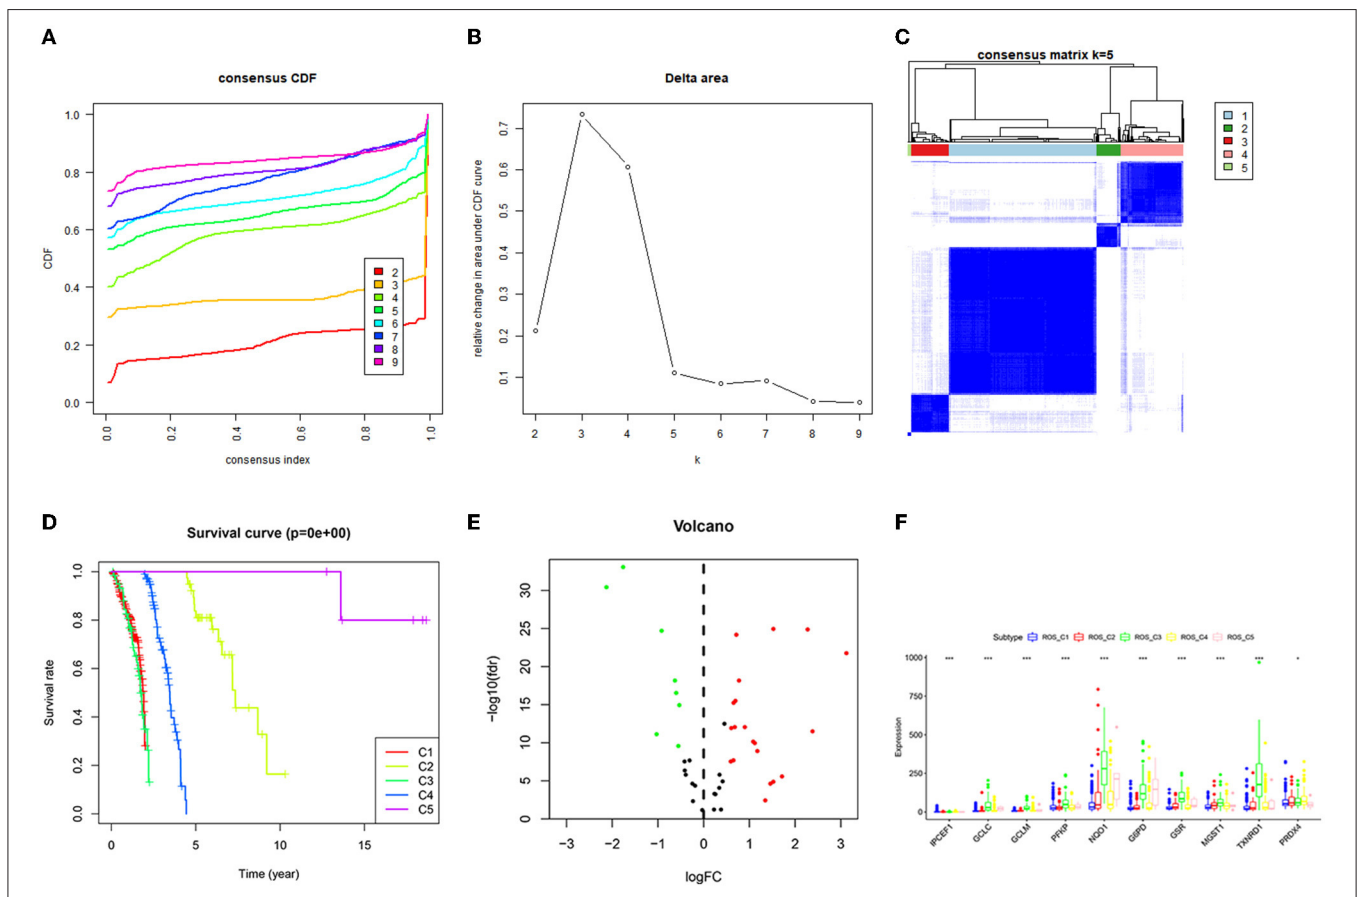 A
consensus CDF
CDF
1.0
0.8
0.6
0.4
0.2
0.0
2
3
4
5
6
7
8
9
0.0 0.2 0.4 0.6 0.8 1.0
consensus index
B
Delta area
relative change in area under CDF curve
0.7
0.6
0.5
0.4
0.3
0.2
0.1
2 3 4 5 6 7 8 9
k
C
consensus matrix k=5
1
2
3
4
5
D
Survival curve (p=0e+00)
Survival rate
1.0
0.8
0.6
0.4
0.2
0.0
C1
C2
C3
C4
C5
0 5 10 15
Time (year)
E
Volcano
−log10(fdr)
30
25
20
15
10
5
0
−3 −2 −1 0 1 2 3
logFC
F
Subtype ROS_C1 ROS_C2 ROS_C3 ROS_C4 ROS_C5
*** *** *** *** *** *** *** *** *** *
Expression
1000
750
500
250
0
IPCEF1 GCLC GCLM PFKP NQO1 G6PD GSR MGST1 TXNRD1 PRDX4